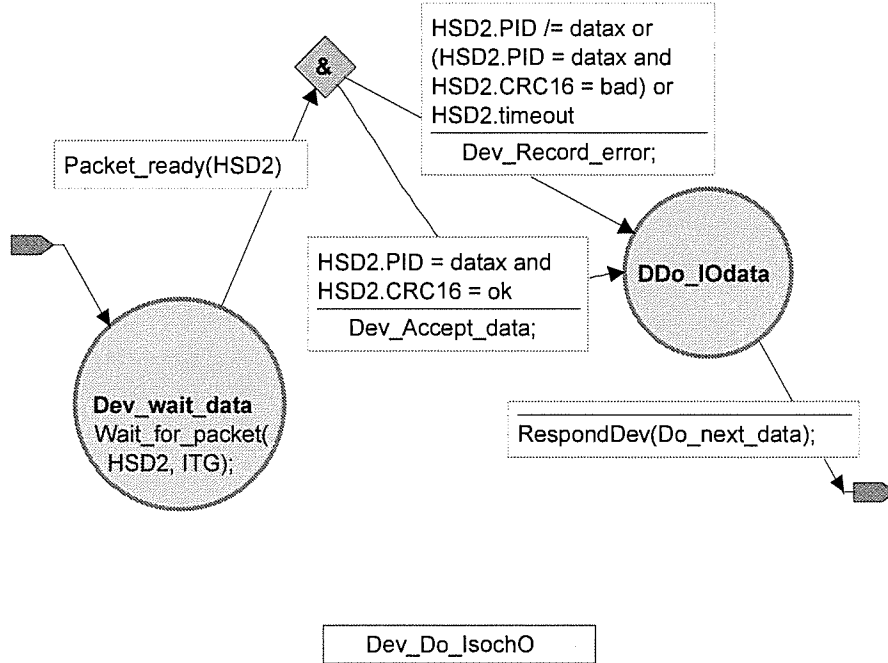 HSD2.PID /= datax or
(HSD2.PID = datax and
HSD2.CRC16 = bad) or
HSD2.timeout
Dev_Record_error;
&
Packet_ready(HSD2)
HSD2.PID = datax and
HSD2.CRC16 = ok
Dev_Accept_data;
DDo_IOdata
Dev_wait_data
Wait_for_packet(
HSD2, ITG);
RespondDev(Do_next_data);
Dev_Do_IsochO